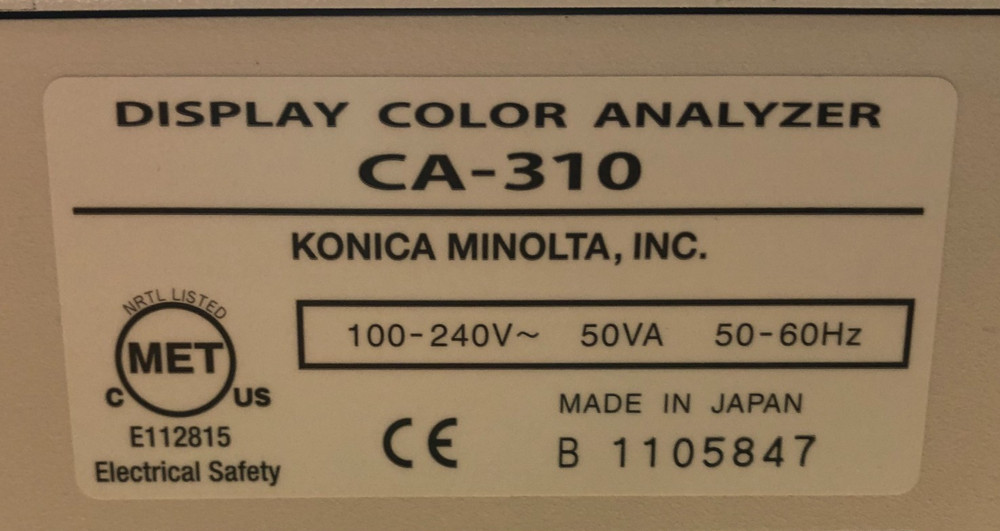 DISPLAY COLOR ANALYZER
CA-310
KONICA MINOLTA, INC.
NRTL LISTED
MET
C US
E112815
Electrical Safety
100-240V~ 50VA 50-60Hz
CE
MADE IN JAPAN
B 1105847